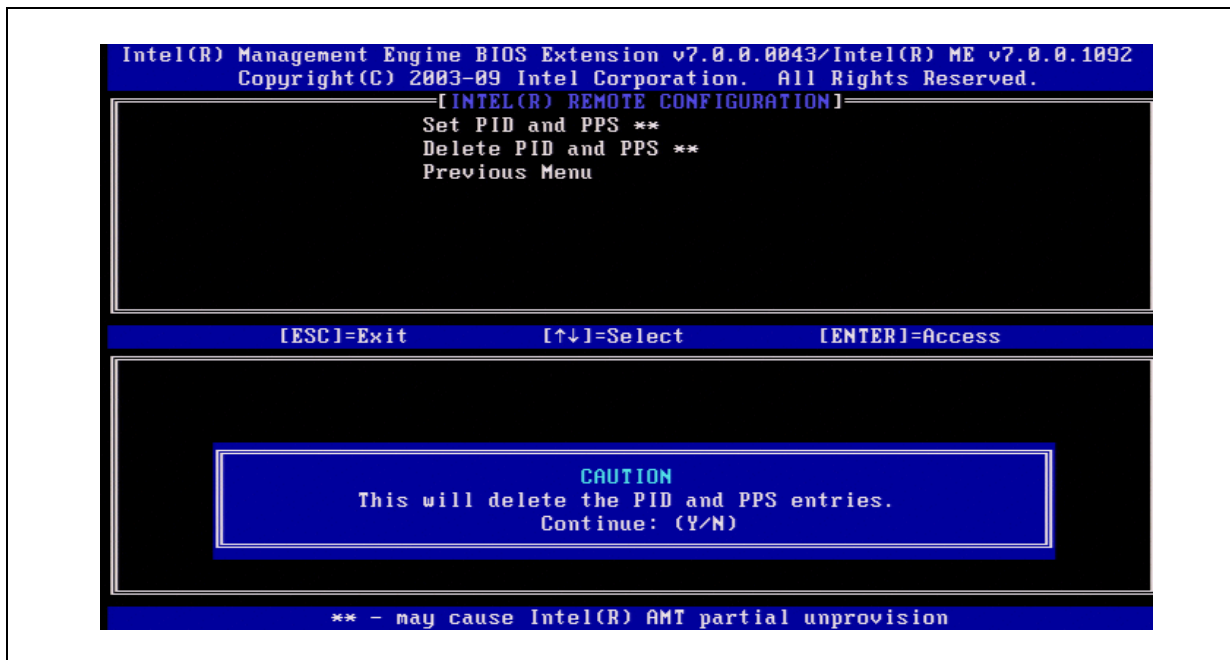 Intel(R) Management Engine BIOS Extension v7.0.0.0043/Intel(R) ME v7.0.0.1092
Copyright(C) 2003-09 Intel Corporation. All Rights Reserved.
[INTEL(R) REMOTE CONFIGURATION]
Set PID and PPS **
Delete PID and PPS **
Previous Menu
[ESC]=Exit [↑↓]=Select [ENTER]=Access
CAUTION
This will delete the PID and PPS entries.
Continue: (Y/N)
** - may cause Intel(R) AMT partial unprovision